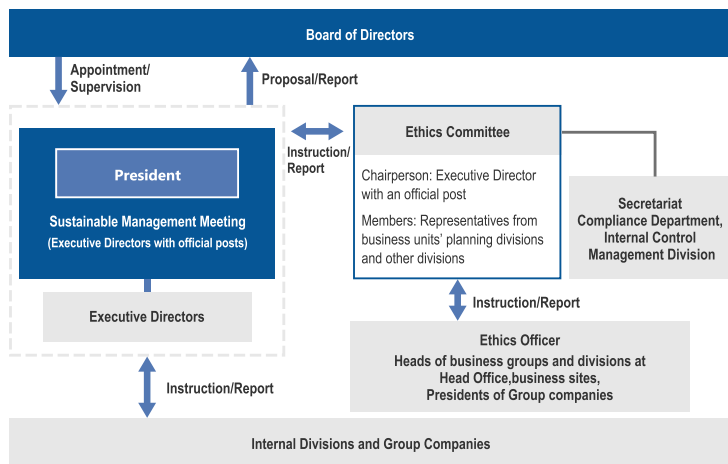 Board of Directors
Appointment/
Supervision
Proposal/Report
President
Sustainable Management Meeting
(Executive Directors with official posts)
Executive Directors
Instruction/
Report
Ethics Committee
Chairperson: Executive Director
with an official post
Members: Representatives from
business units’ planning divisions
and other divisions
Secretariat
Compliance Department,
Internal Control
Management Division
Instruction/Report
Ethics Officer
Heads of business groups and divisions at
Head Office,business sites,
Presidents of Group companies
Instruction/Report
Internal Divisions and Group Companies